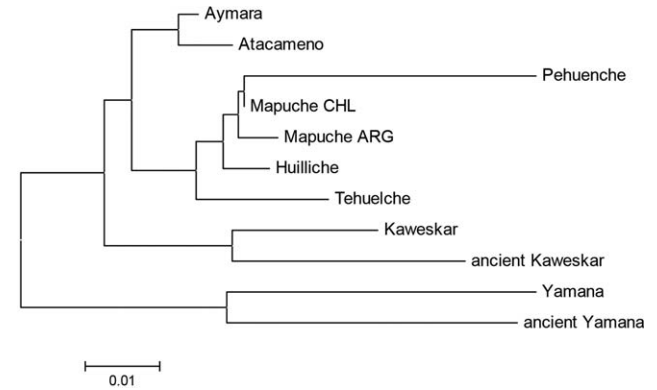 Aymara
Atacameno
Pehuenche
Mapuche CHL
Mapuche ARG
Huilliche
Tehuelche
Kaweskar
ancient Kaweskar
Yamana
ancient Yamana
0.01